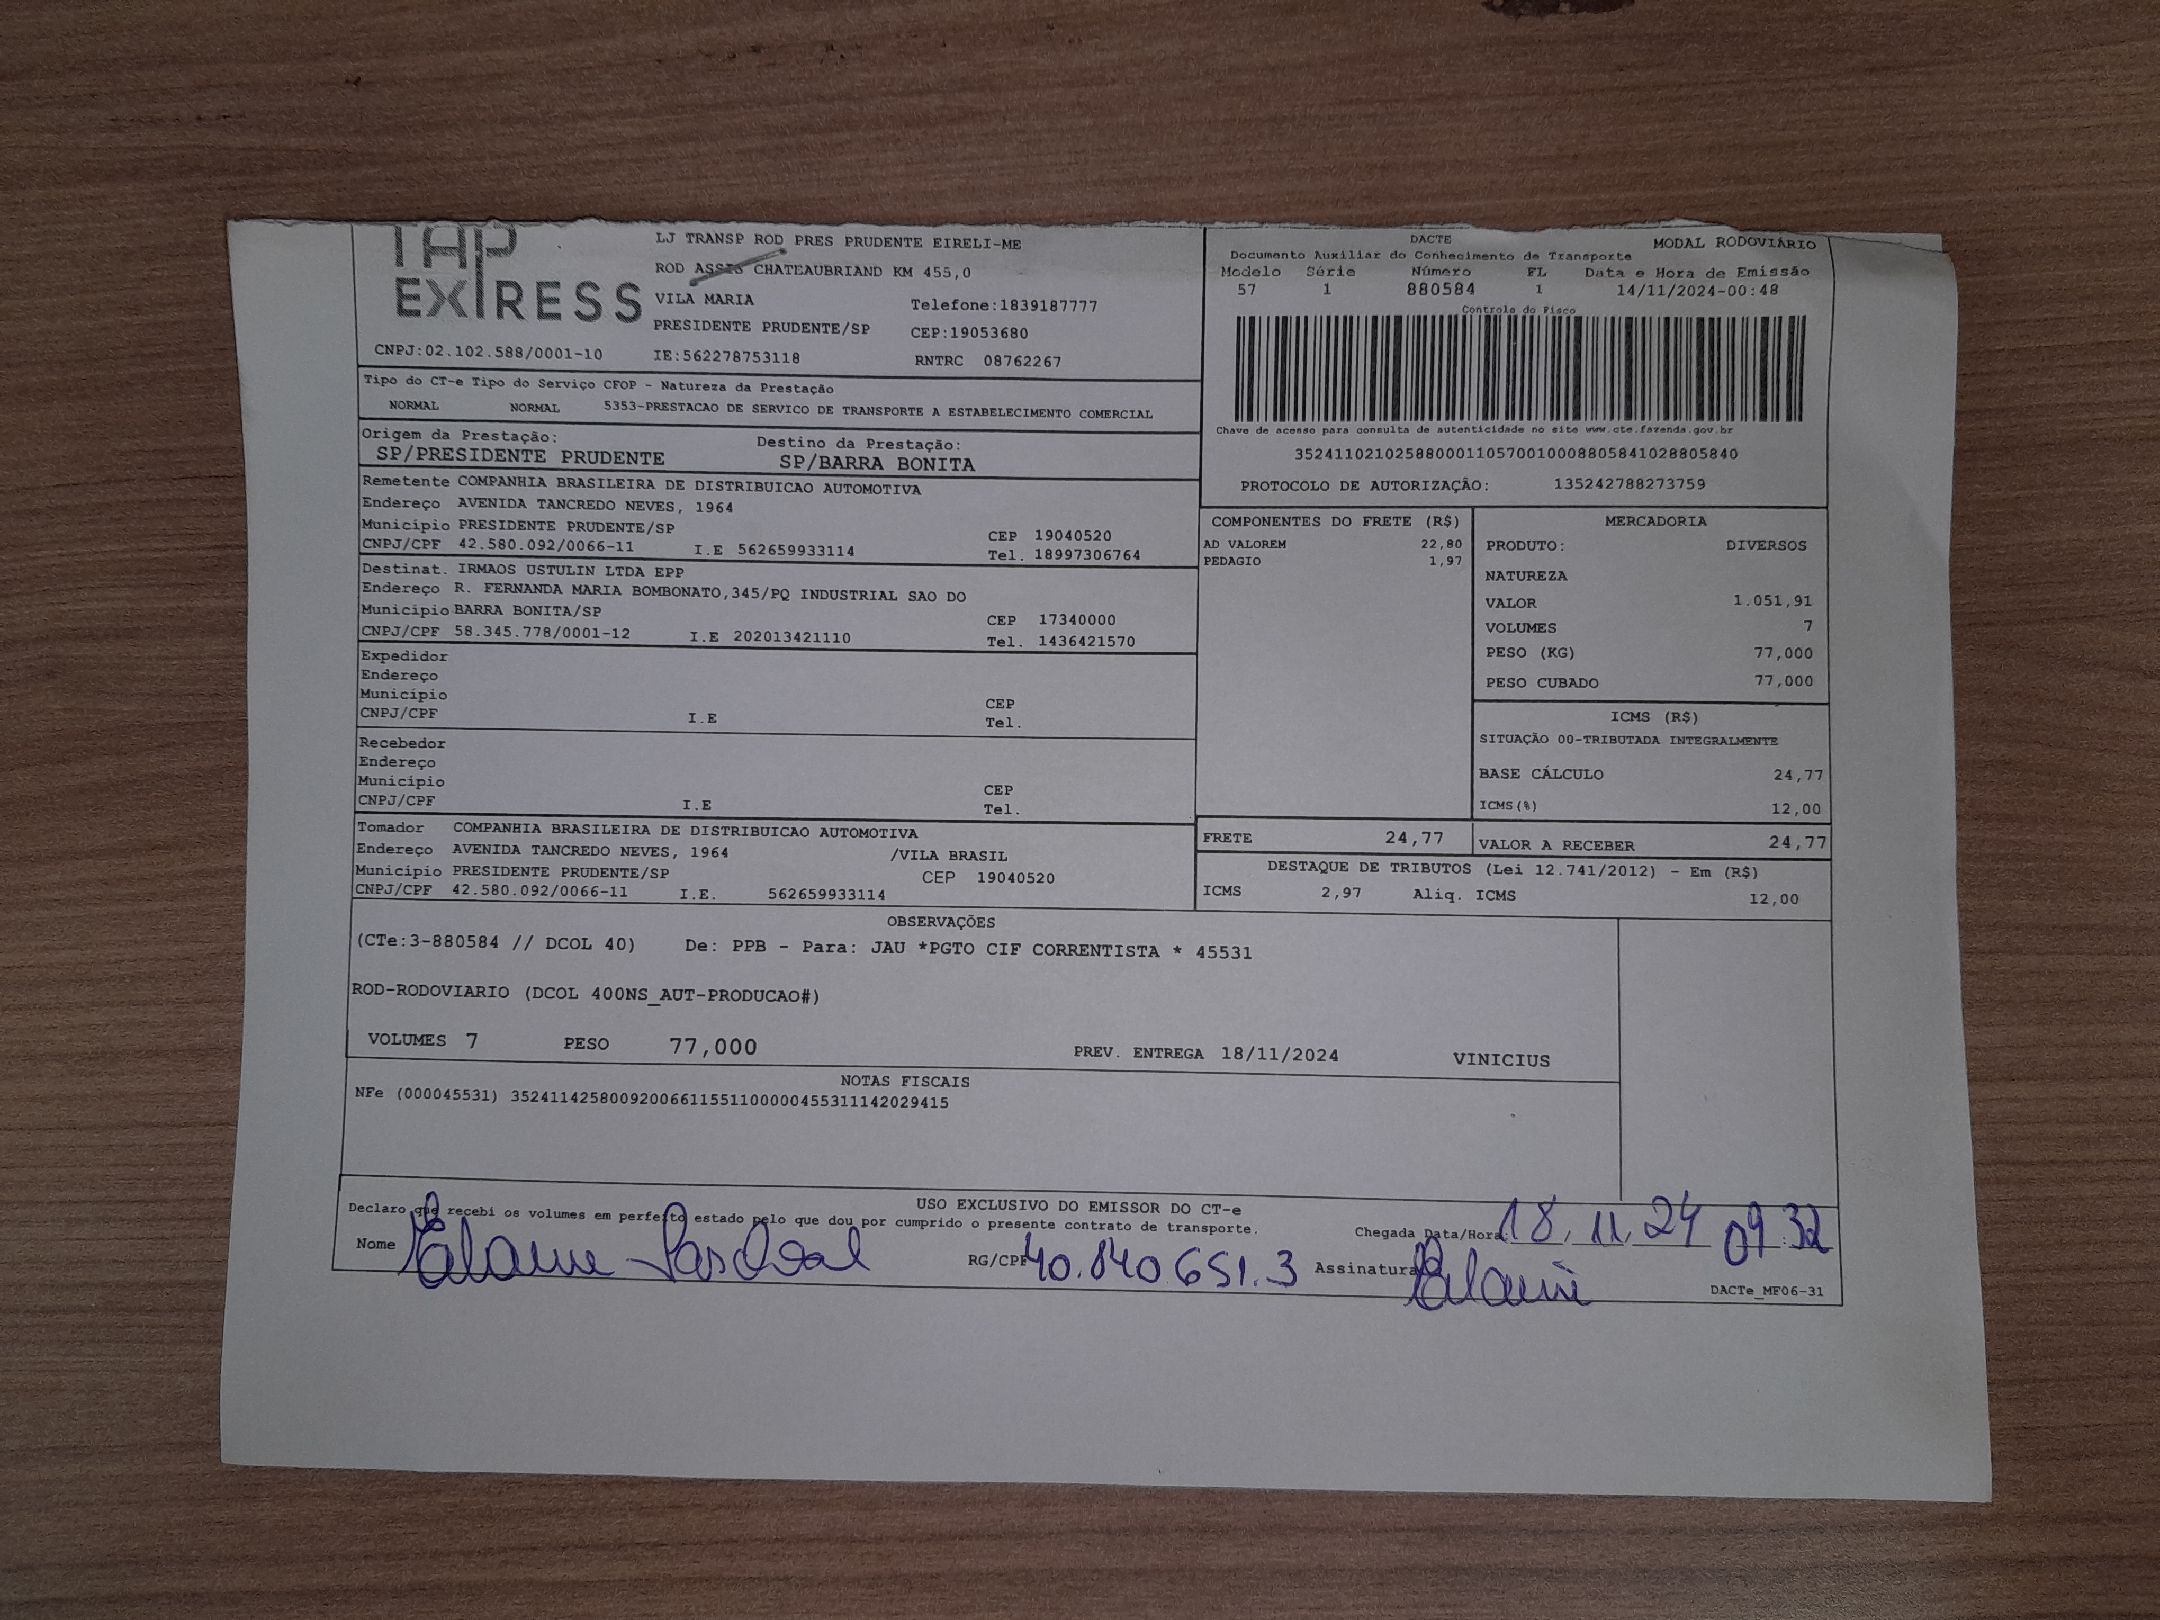 TAP
EXPRESS
CNPJ:02.102.588/0001-10
LJ TRANSP ROD PRES PRUDENTE EIRELI-ME
ROD ASSIS CHATEAUBRIAND KM 455,0
VILA MARIA Telefone:1839187777
PRESIDENTE PRUDENTE/SP CEP:19053680
IE:562278753118 RNTRC 08762267
DACTE MODAL RODOVIÁRIO
Documento Auxiliar do Conhecimento de Transporte
Modelo Série Número FL Data e Hora de Emissão
57 1 880584 1 14/11/2024-00:48
Controle do Fisco
Chave de acesso para consulta de autenticidade no site www.cte.fazenda.gov.br
35241102102588000110570010008805841028805840
PROTOCOLO DE AUTORIZAÇÃO: 135242788273759
Tipo do CT-e Tipo do Serviço CFOP - Natureza da Prestação
NORMAL NORMAL 5353-PRESTACAO DE SERVICO DE TRANSPORTE A ESTABELECIMENTO COMERCIAL
Origem da Prestação: Destino da Prestação:
SP/PRESIDENTE PRUDENTE SP/BARRA BONITA
Remetente COMPANHIA BRASILEIRA DE DISTRIBUICAO AUTOMOTIVA
Endereço AVENIDA TANCREDO NEVES, 1964
Município PRESIDENTE PRUDENTE/SP CEP 19040520
CNPJ/CPF 42.580.092/0066-11 I.E 562659933114 Tel. 18997306764
Destinat. IRMAOS USTULIN LTDA EPP
Endereço R. FERNANDA MARIA BOMBONATO,345/PQ INDUSTRIAL SAO DO
Município BARRA BONITA/SP CEP 17340000
CNPJ/CPF 58.345.778/0001-12 I.E 202013421110 Tel. 1436421570
Expedidor
Endereço
Município CEP
CNPJ/CPF I.E Tel.
Recebedor
Endereço
Município CEP
CNPJ/CPF I.E Tel.
Tomador COMPANHIA BRASILEIRA DE DISTRIBUICAO AUTOMOTIVA
Endereço AVENIDA TANCREDO NEVES, 1964 /VILA BRASIL
Município PRESIDENTE PRUDENTE/SP CEP 19040520
CNPJ/CPF 42.580.092/0066-11 I.E. 562659933114
COMPONENTES DO FRETE (R$)
AD VALOREM 22,80
PEDAGIO 1,97
MERCADORIA
PRODUTO: DIVERSOS
NATUREZA
VALOR 1.051,91
VOLUMES 7
PESO (KG) 77,000
PESO CUBADO 77,000
ICMS (R$)
SITUAÇÃO 00-TRIBUTADA INTEGRALMENTE
BASE CÁLCULO 24,77
ICMS(%) 12,00
FRETE 24,77 VALOR A RECEBER 24,77
DESTAQUE DE TRIBUTOS (Lei 12.741/2012) - Em (R$)
ICMS 2,97 Aliq. ICMS 12,00
OBSERVAÇÕES
(CTe:3-880584 // DCOL 40) De: PPB - Para: JAU *PGTO CIF CORRENTISTA * 45531
ROD-RODOVIARIO (DCOL 400NS_AUT-PRODUCAO#)
VOLUMES 7 PESO 77,000 PREV. ENTREGA 18/11/2024 VINICIUS
NOTAS FISCAIS
NFe (000045531) 35241142580092006611551100000455311142029415
USO EXCLUSIVO DO EMISSOR DO CT-e
Declaro que recebi os volumes em perfeito estado pelo que dou por cumprido o presente contrato de transporte.
Chegada Data/Hora: 18.11.24 09:32
Nome Elaine RG/CPF 40.840.651.3 Assinatura Elaine
DACTe_MF06-31